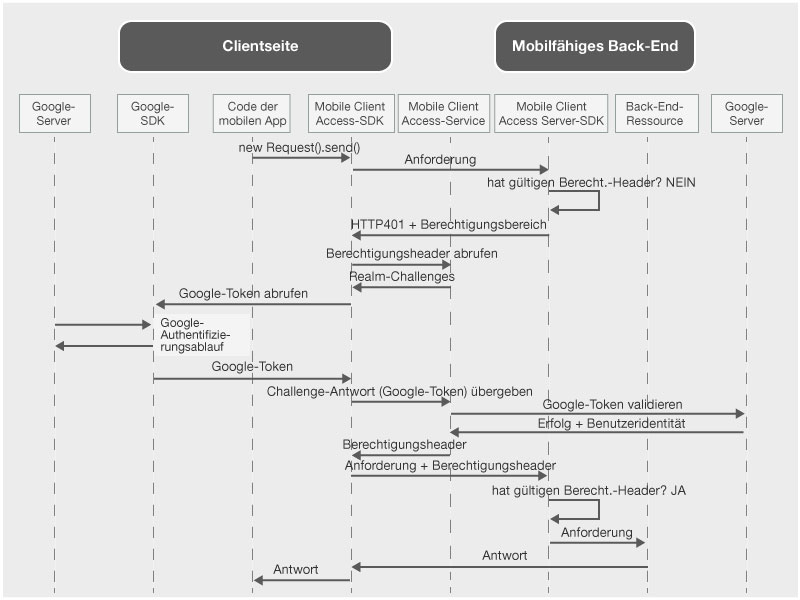 Clientseite
Mobilfähiges Back-End
Google-
Server
Google-
SDK
Code der
mobilen App
Mobile Client
Access-SDK
Mobile Client
Access-Service
Mobile Client
Access Server-SDK
Back-End-
Ressource
Google-
Server
new Request().send()
Anforderung
hat gültigen Berecht.-Header? NEIN
HTTP401 + Berechtigungsbereich
Berechtigungsheader abrufen
Realm-Challenges
Google-Token abrufen
Google-
Authentifizie-
rungsablauf
Google-Token
Challenge-Antwort (Google-Token) übergeben
Google-Token validieren
Erfolg + Benutzeridentität
Berechtigungsheader
Anforderung + Berechtigungsheader
hat gültigen Berecht.-Header? JA
Anforderung
Antwort
Antwort